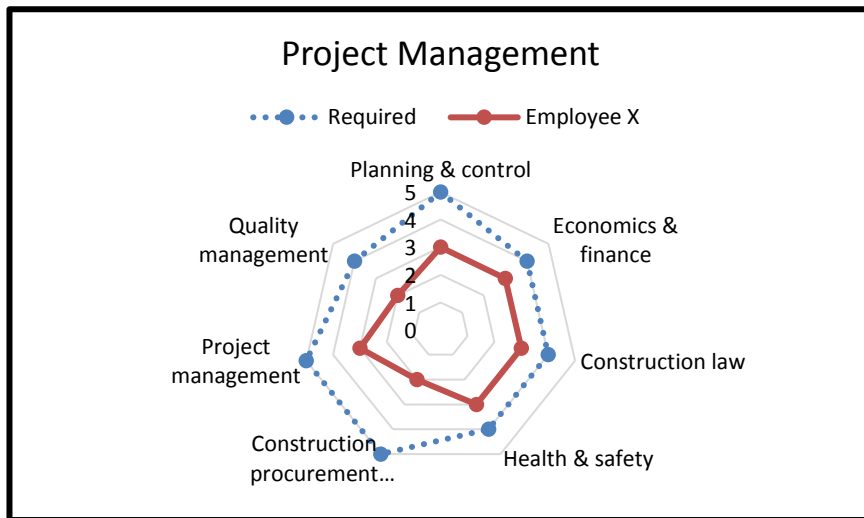 Project Management
Required
Employee X
Planning & control
5
4
3
2
1
0
Economics &
finance
Construction law
Health & safety
Construction
procurement...
Project
management
Quality
management